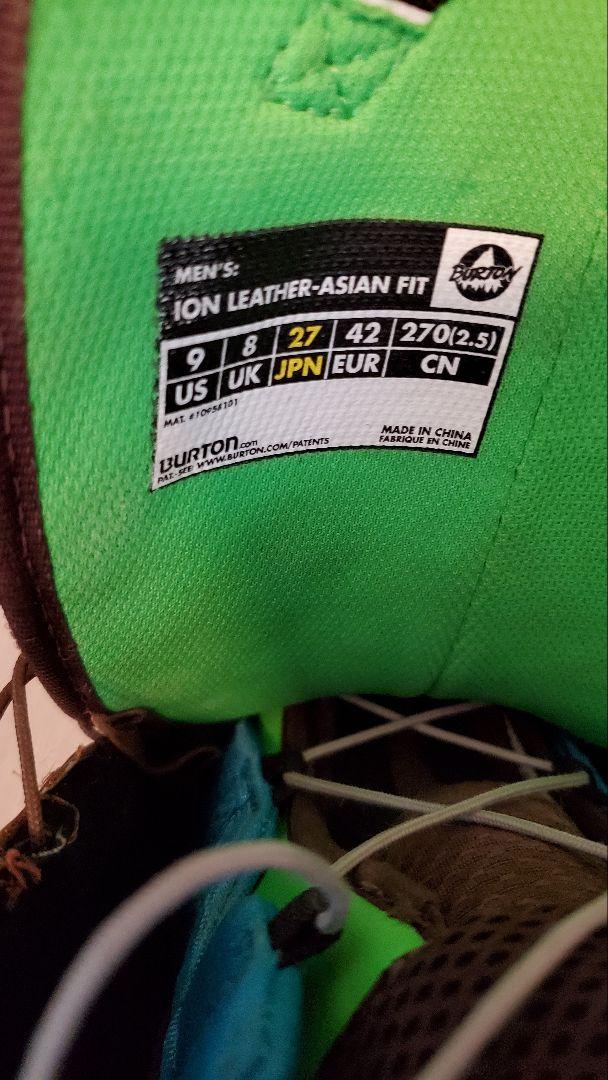 MEN'S:
ION LEATHER-ASIAN FIT
BURTON
9 8 27 42 270(2.5)
US UK JPN EUR CN
MAT. #10954101
MADE IN CHINA
FABRIQUE EN CHINE
BURTON.com
PAT.-SEE WWW.BURTON.COM/PATENTS